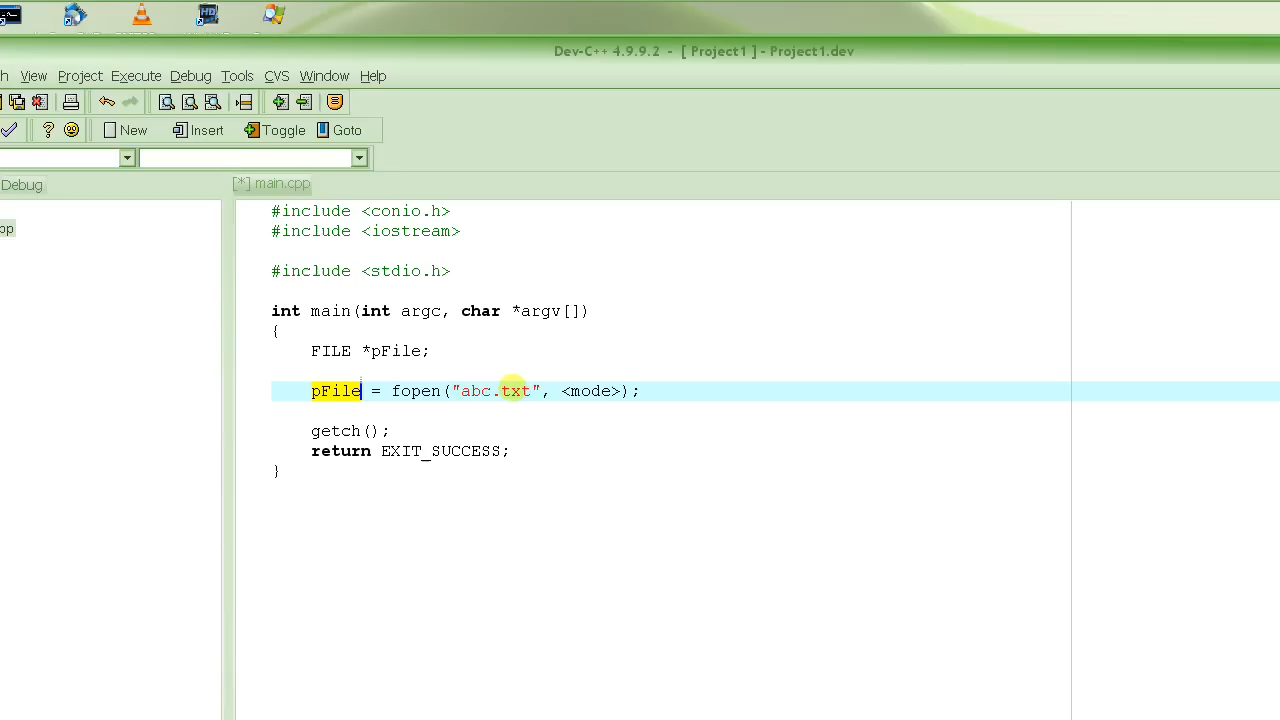 Dev-C++ 4.9.9.2 - [ Project1 ] - Project1.dev
h View Project Execute Debug Tools CVS Window Help
New Insert Toggle Goto
Debug
[*] main.cpp
pp
#include <conio.h>
#include <iostream>
#include <stdio.h>
int main(int argc, char *argv[])
{
FILE *pFile;
pFile = fopen("abc.txt", <mode>);
getch();
return EXIT_SUCCESS;
}